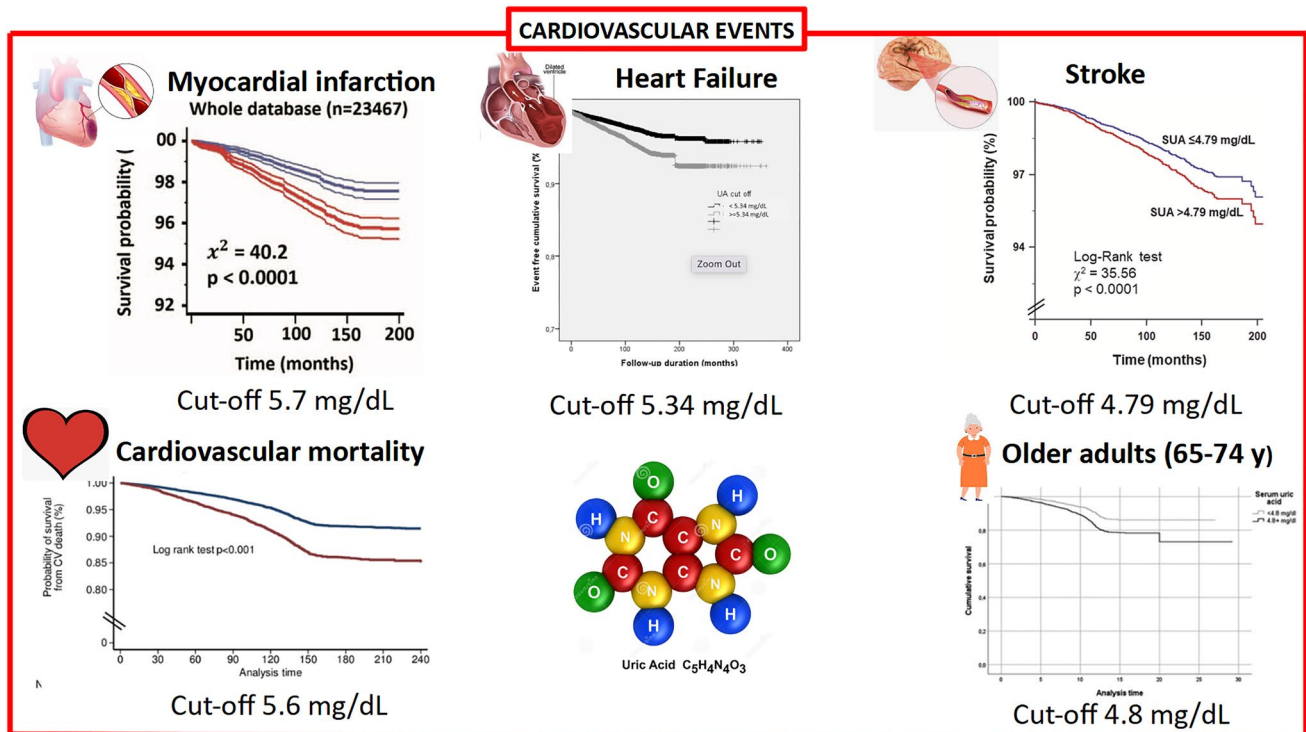 CARDIOVASCULAR EVENTS
Myocardial infarction
Whole database (n=23467)
Survival probability (
00
98
96
94
92
χ² = 40.2
p < 0.0001
50
100
150
200
Time (months)
Cut-off 5.7 mg/dL
Dilated
ventricle
Heart Failure
Event free cumulative survival (%
0,9
0,8
0,7
UA cut off
< 5.34 mg/dL
>=5.34 mg/dL
Zoom Out
0
100
200
300
400
Follow-up duration (months)
Cut-off 5.34 mg/dL
Stroke
Survival probability (%)
100
97
94
SUA ≤4.79 mg/dL
SUA >4.79 mg/dL
Log-Rank test
χ² = 35.56
p < 0.0001
0
50
100
150
200
Time (months)
Cut-off 4.79 mg/dL
Cardiovascular mortality
Probability of survival
from CV death (%)
1.00
0.95
0.90
0.85
0.80
0
Log rank test p<0.001
0
30
60
90
120
150
180
210
240
Analysis time
Cut-off 5.6 mg/dL
O
H
C
N
H
N
C
C
O
C
C
N
N
O
H
H
Uric Acid C₅H₄N₄O₃
Older adults (65-74 y)
Serum uric
acid
<4.8 mg/dl
4.8+ mg/dl
Cumulative survival
0,8
0,6
0,4
0,2
0,0
0
5
10
15
20
25
30
Analysis time
Cut-off 4.8 mg/dL